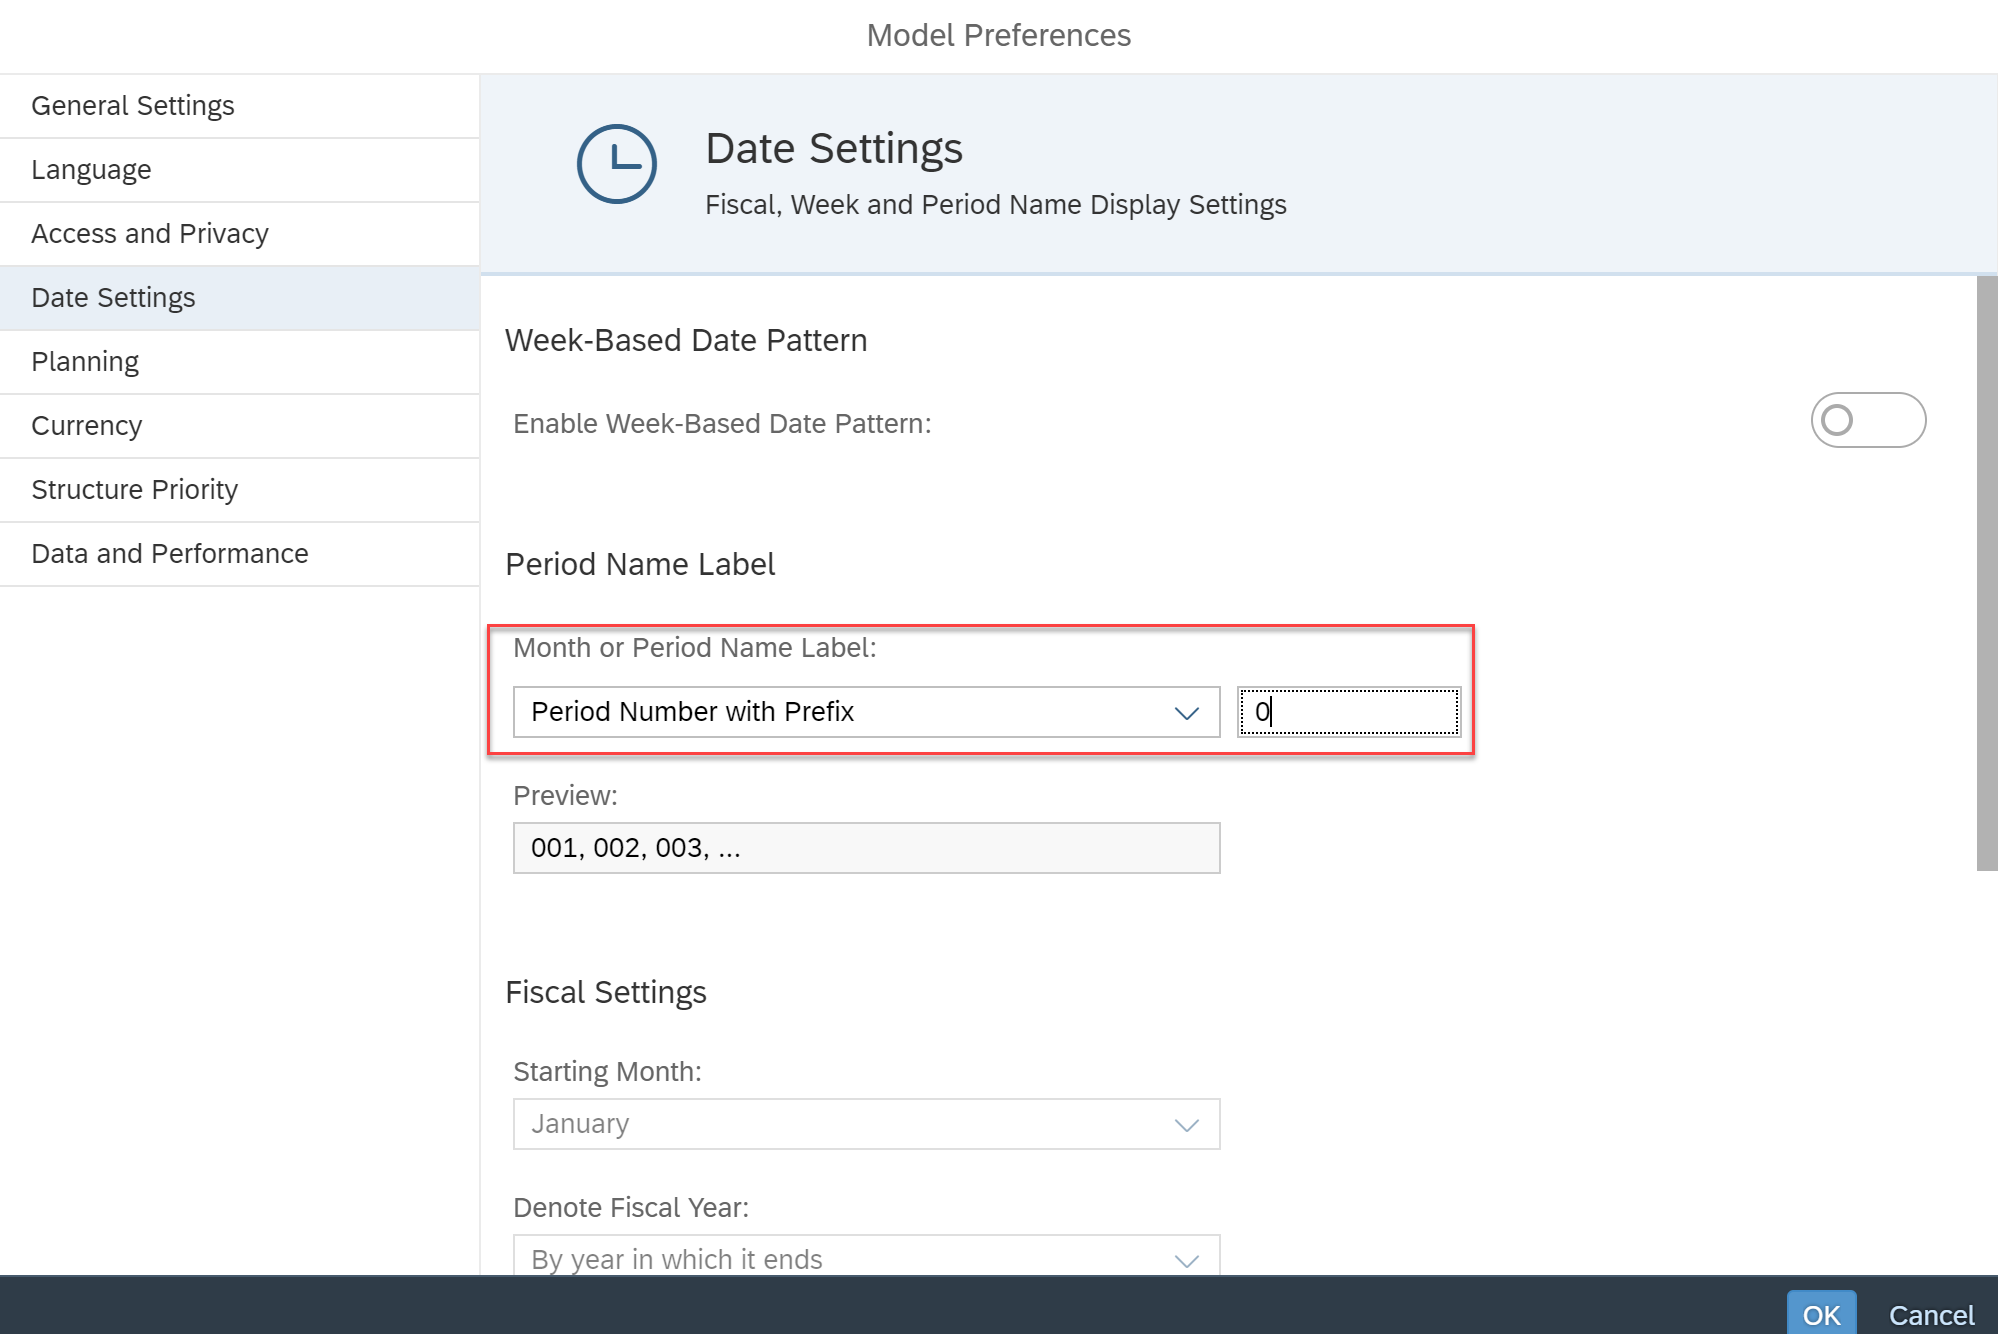 Model Preferences
General Settings
Language
Access and Privacy
Date Settings
Planning
Currency
Structure Priority
Data and Performance
Date Settings
Fiscal, Week and Period Name Display Settings
Week-Based Date Pattern
Enable Week-Based Date Pattern:
Period Name Label
Month or Period Name Label:
Period Number with Prefix
0
Preview:
001, 002, 003, ...
Fiscal Settings
Starting Month:
January
Denote Fiscal Year:
By year in which it ends
OK
Cancel